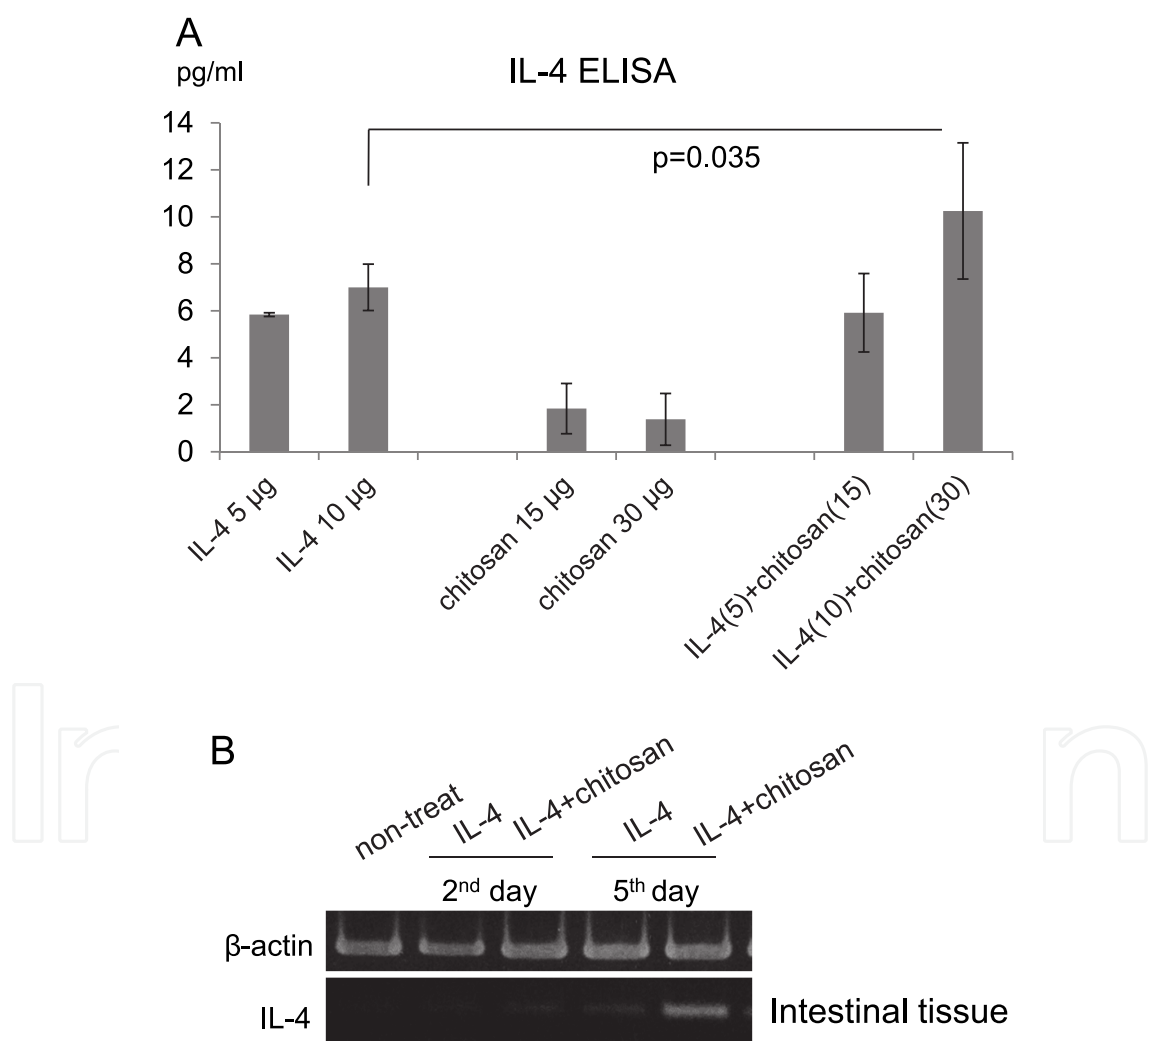 A
pg/ml
IL-4 ELISA
14
12
10
8
6
4
2
0
p=0.035
IL-4 5 µg
IL-4 10 µg
chitosan 15 µg
chitosan 30 µg
IL-4(5)+chitosan(15)
IL-4(10)+chitosan(30)
B
non-treat
IL-4
IL-4+chitosan
IL-4
IL-4+chitosan
2nd day
5th day
β-actin
IL-4
Intestinal tissue